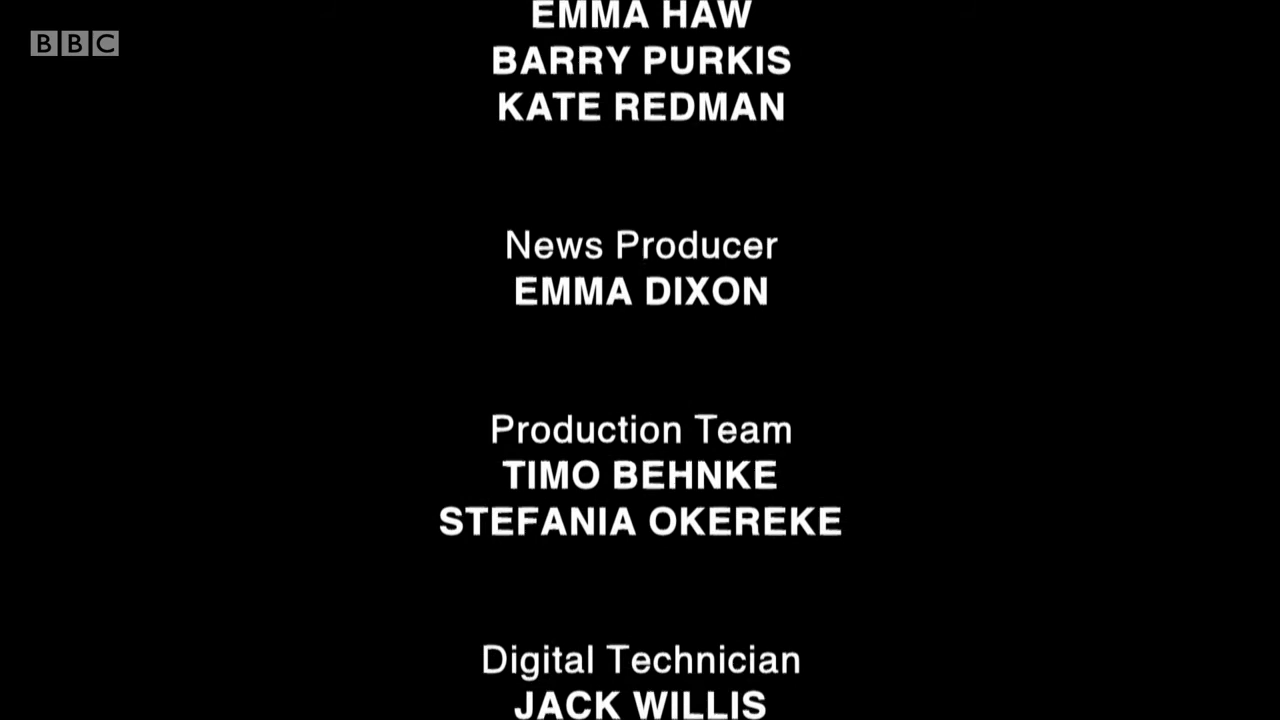 BBC
EMMA HAW
BARRY PURKIS
KATE REDMAN
News Producer
EMMA DIXON
Production Team
TIMO BEHNKE
STEFANIA OKEREKE
Digital Technician
JACK WILLIS